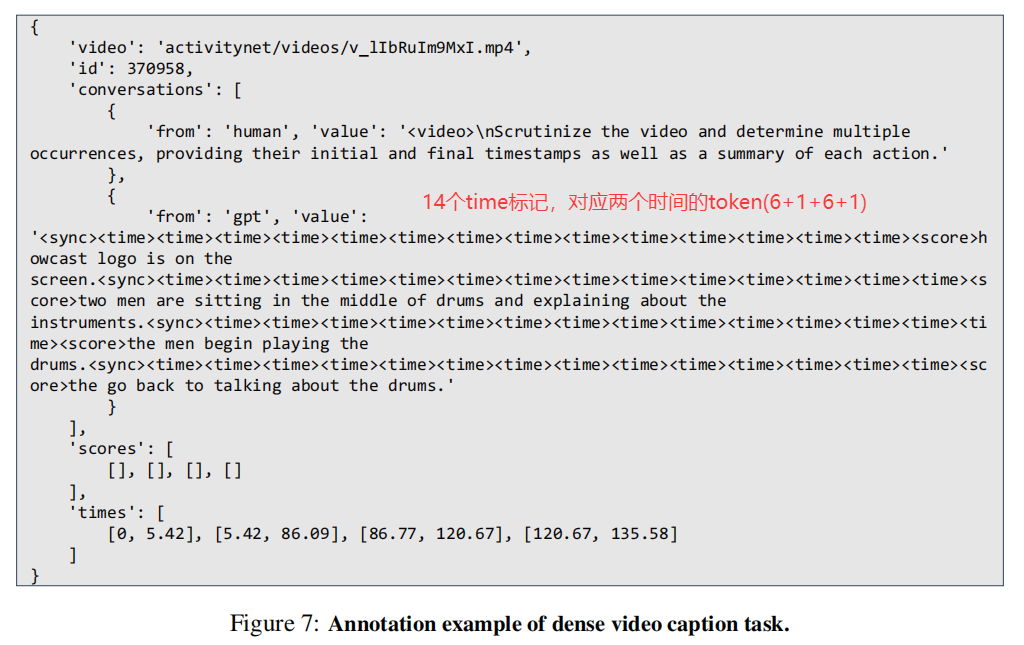 {
'video': 'activitynet/videos/v_lIbRuIm9MxI.mp4',
'id': 370958,
'conversations': [
{
'from': 'human', 'value': '<video>\nScrutinize the video and determine multiple
occurrences, providing their initial and final timestamps as well as a summary of each action.'
},
{
14个time标记，对应两个时间的token(6+1+6+1)
'from': 'gpt', 'value':
'<sync><time><time><time><time><time><time><time><time><time><time><time><time><time><time><score>h
owcast logo is on the
screen.<sync><time><time><time><time><time><time><time><time><time><time><time><time><time><time><s
core>two men are sitting in the middle of drums and explaining about the
instruments.<sync><time><time><time><time><time><time><time><time><time><time><time><time><time><ti
me><score>the men begin playing the
drums.<sync><time><time><time><time><time><time><time><time><time><time><time><time><time><time><sc
ore>the go back to talking about the drums.'
}
],
'scores': [
[], [], [], []
],
'times': [
[0, 5.42], [5.42, 86.09], [86.77, 120.67], [120.67, 135.58]
]
}
Figure 7: Annotation example of dense video caption task.